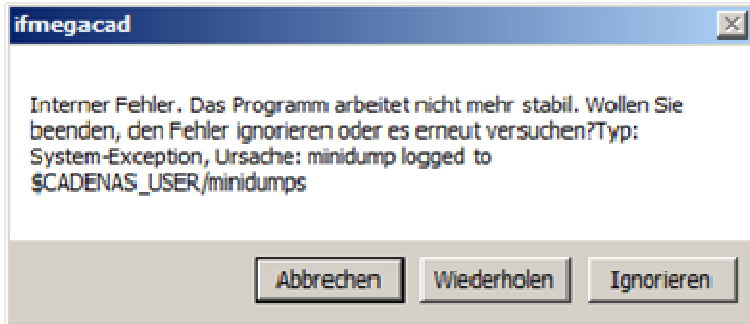 ifmegacad
Interner Fehler. Das Programm arbeitet nicht mehr stabil. Wollen Sie
beenden, den Fehler ignorieren oder es erneut versuchen?Typ:
System-Exception, Ursache: minidump logged to
$CADENAS_USER/minidumps
Abbrechen Wiederholen Ignorieren